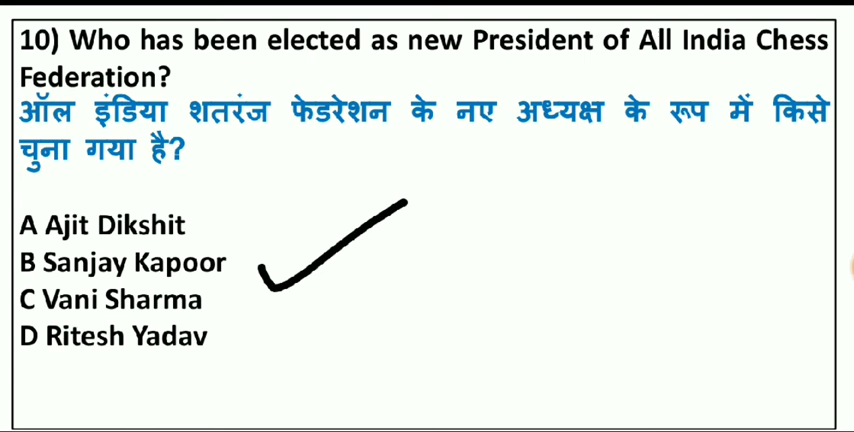 10) Who has been elected as new President of All India Chess
Federation?
ऑल इंडिया शतरंज फेडरेशन के नए अध्यक्ष के रूप में किसे
चुना गया है?
A Ajit Dikshit
B Sanjay Kapoor
C Vani Sharma
D Ritesh Yadav